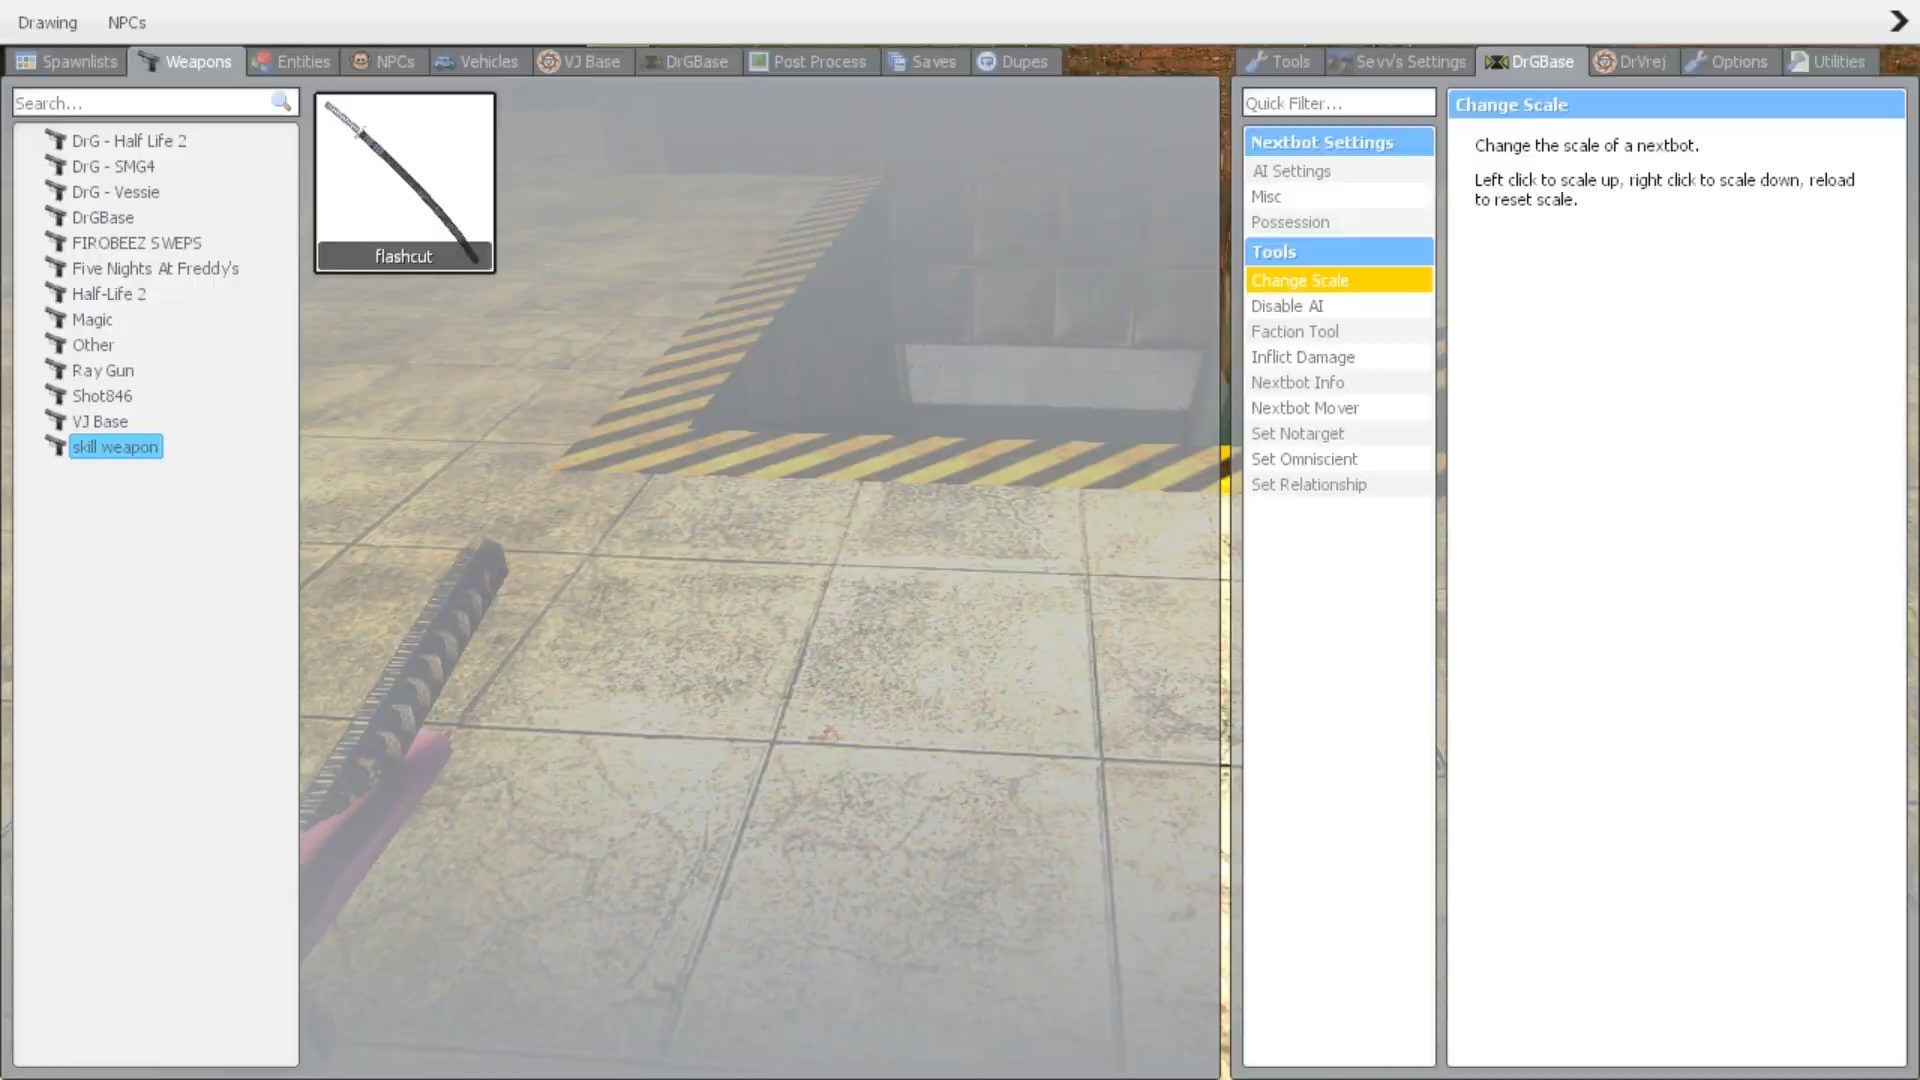 Drawing NPCs
Spawnlists Weapons Entities NPCs Vehicles VJ Base DrGBase Post Process Saves Dupes
Tools Sevv's Settings DrGBase DrVrej Options Utilities
Search...
DrG - Half Life 2
DrG - SMG4
DrG - Vessie
DrGBase
FIROBEEZ SWEPS
Five Nights At Freddy's
Half-Life 2
Magic
Other
Ray Gun
Shot846
VJ Base
skill weapon
flashcut
Quick Filter...
Nextbot Settings
AI Settings
Misc
Possession
Tools
Change Scale
Disable AI
Faction Tool
Inflict Damage
Nextbot Info
Nextbot Mover
Set Notarget
Set Omniscient
Set Relationship
Change Scale
Change the scale of a nextbot.
Left click to scale up, right click to scale down, reload
to reset scale.